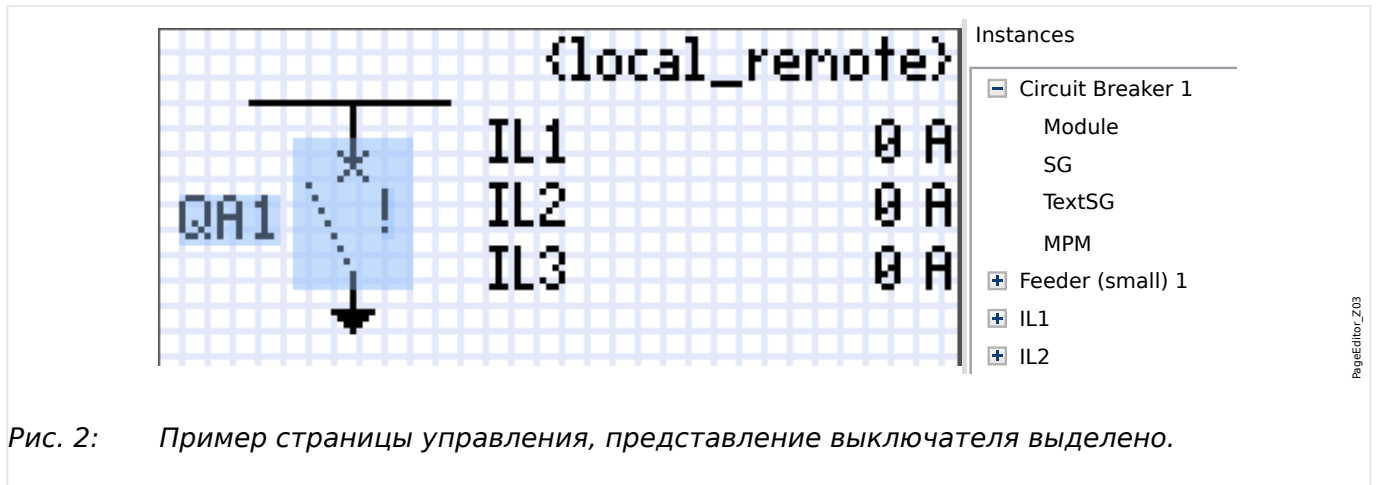 {local_remote}
IL1 0 A
IL2 0 A
IL3 0 A
QA1 !
Instances
Circuit Breaker 1
Module
SG
TextSG
MPM
Feeder (small) 1
IL1
IL2
PageEditor_Z03
Рис. 2: Пример страницы управления, представление выключателя выделено.